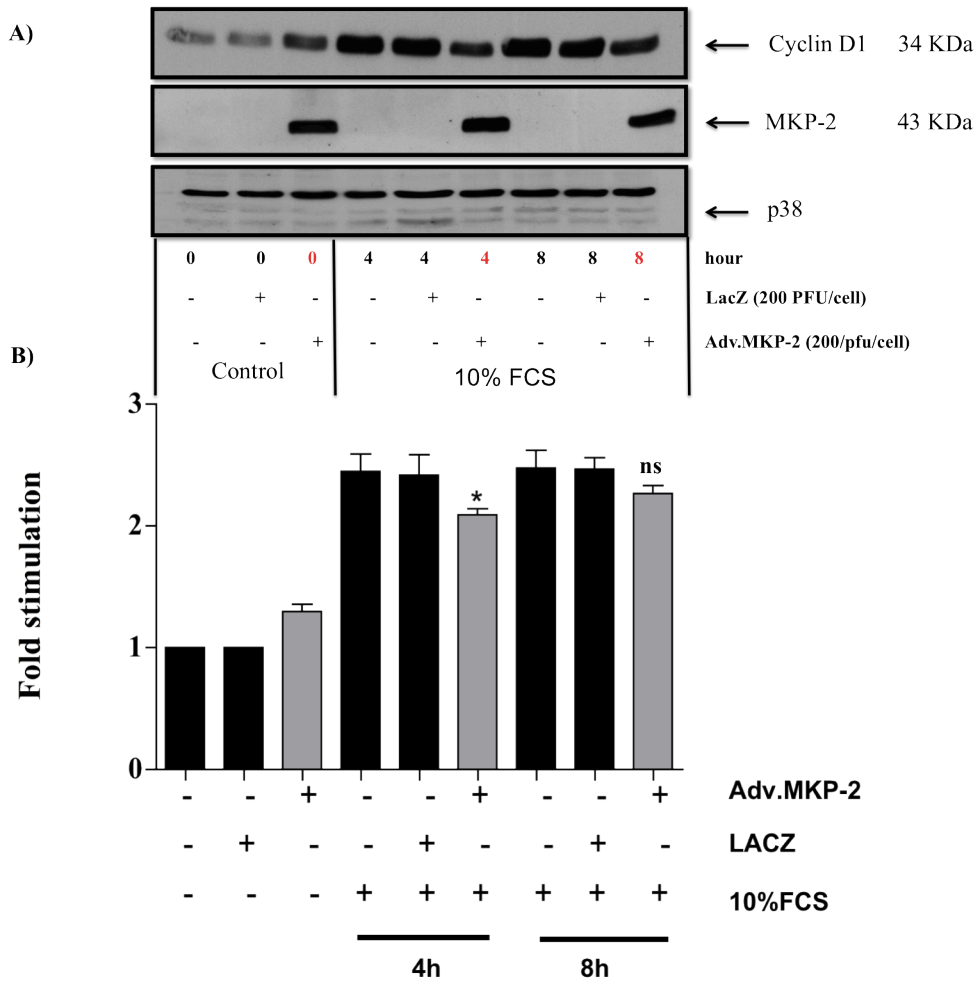 A)
Cyclin D1 34 KDa
MKP-2 43 KDa
p38
0 0 0 4 4 4 8 8 8 hour
- + - - + - - + - LacZ (200 PFU/cell)
- - + - - + - - + Adv.MKP-2 (200/pfu/cell)
B)
Control 10% FCS
3
2
1
0
Fold stimulation
*
ns
- - + - - + - - + Adv.MKP-2
- + - - + - - + - LACZ
- - - + + + + + + 10%FCS
4h 8h